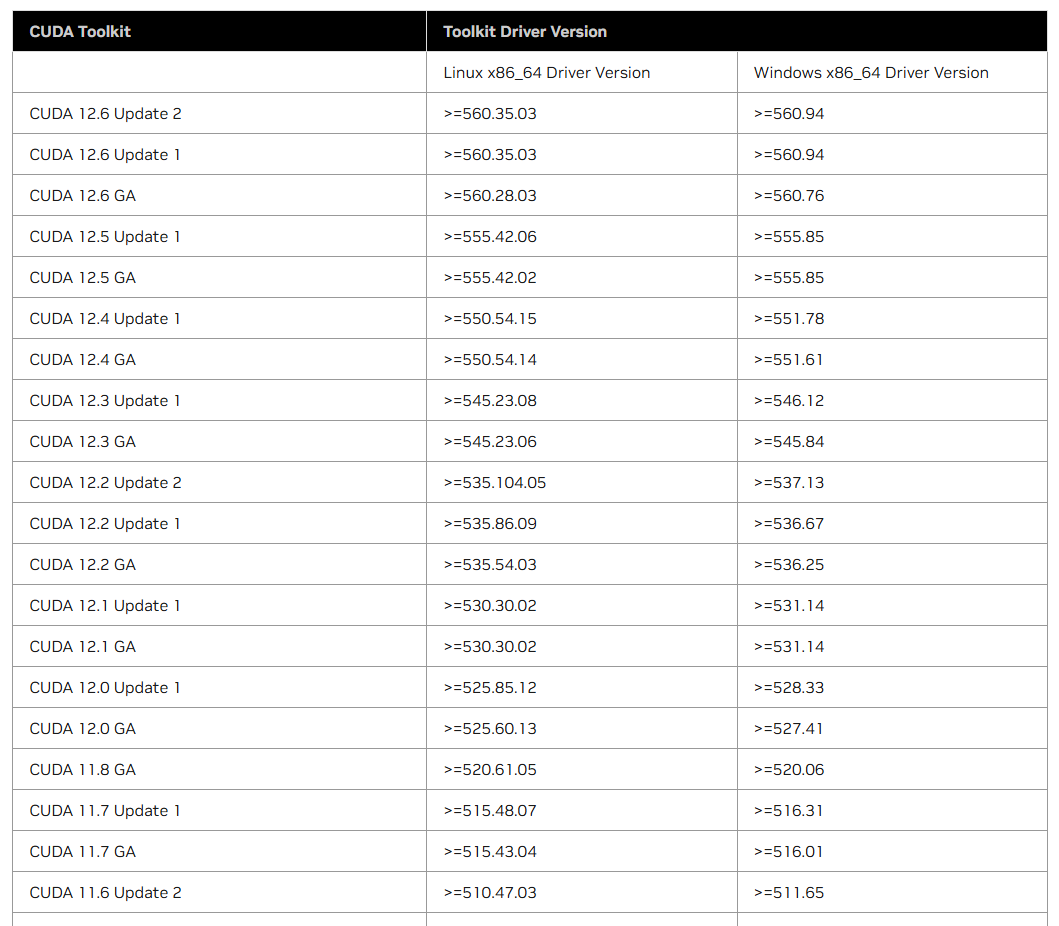 CUDA Toolkit Toolkit Driver Version
Linux x86_64 Driver Version Windows x86_64 Driver Version
CUDA 12.6 Update 2 >=560.35.03 >=560.94
CUDA 12.6 Update 1 >=560.35.03 >=560.94
CUDA 12.6 GA >=560.28.03 >=560.76
CUDA 12.5 Update 1 >=555.42.06 >=555.85
CUDA 12.5 GA >=555.42.02 >=555.85
CUDA 12.4 Update 1 >=550.54.15 >=551.78
CUDA 12.4 GA >=550.54.14 >=551.61
CUDA 12.3 Update 1 >=545.23.08 >=546.12
CUDA 12.3 GA >=545.23.06 >=545.84
CUDA 12.2 Update 2 >=535.104.05 >=537.13
CUDA 12.2 Update 1 >=535.86.09 >=536.67
CUDA 12.2 GA >=535.54.03 >=536.25
CUDA 12.1 Update 1 >=530.30.02 >=531.14
CUDA 12.1 GA >=530.30.02 >=531.14
CUDA 12.0 Update 1 >=525.85.12 >=528.33
CUDA 12.0 GA >=525.60.13 >=527.41
CUDA 11.8 GA >=520.61.05 >=520.06
CUDA 11.7 Update 1 >=515.48.07 >=516.31
CUDA 11.7 GA >=515.43.04 >=516.01
CUDA 11.6 Update 2 >=510.47.03 >=511.65